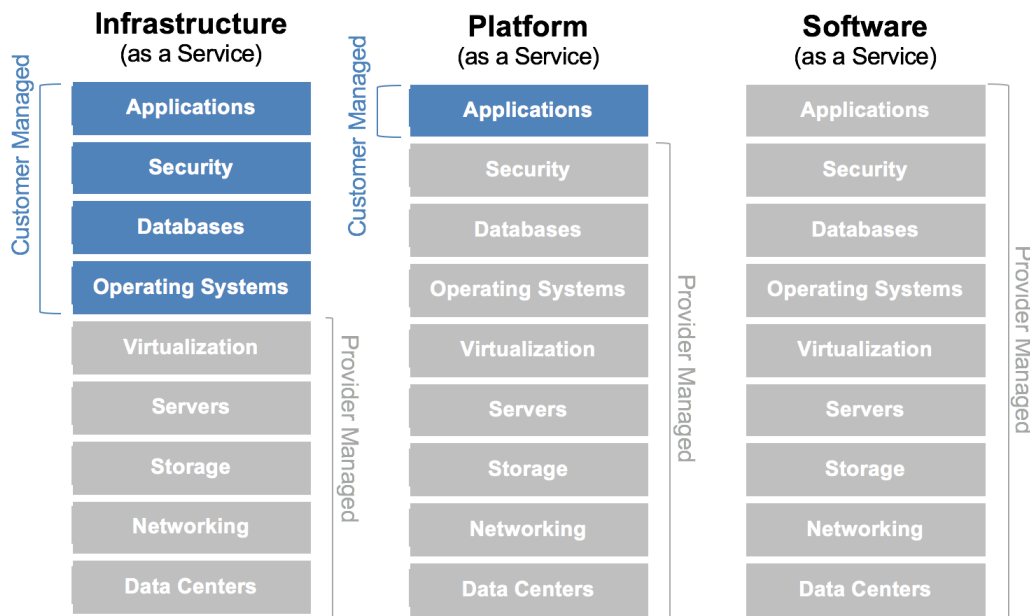 Infrastructure
(as a Service)
Customer Managed
Applications
Security
Databases
Operating Systems
Virtualization
Servers
Storage
Networking
Data Centers
Provider Managed
Platform
(as a Service)
Customer Managed
Applications
Security
Databases
Operating Systems
Virtualization
Servers
Storage
Networking
Data Centers
Provider Managed
Software
(as a Service)
Applications
Security
Databases
Operating Systems
Virtualization
Servers
Storage
Networking
Data Centers
Provider Managed